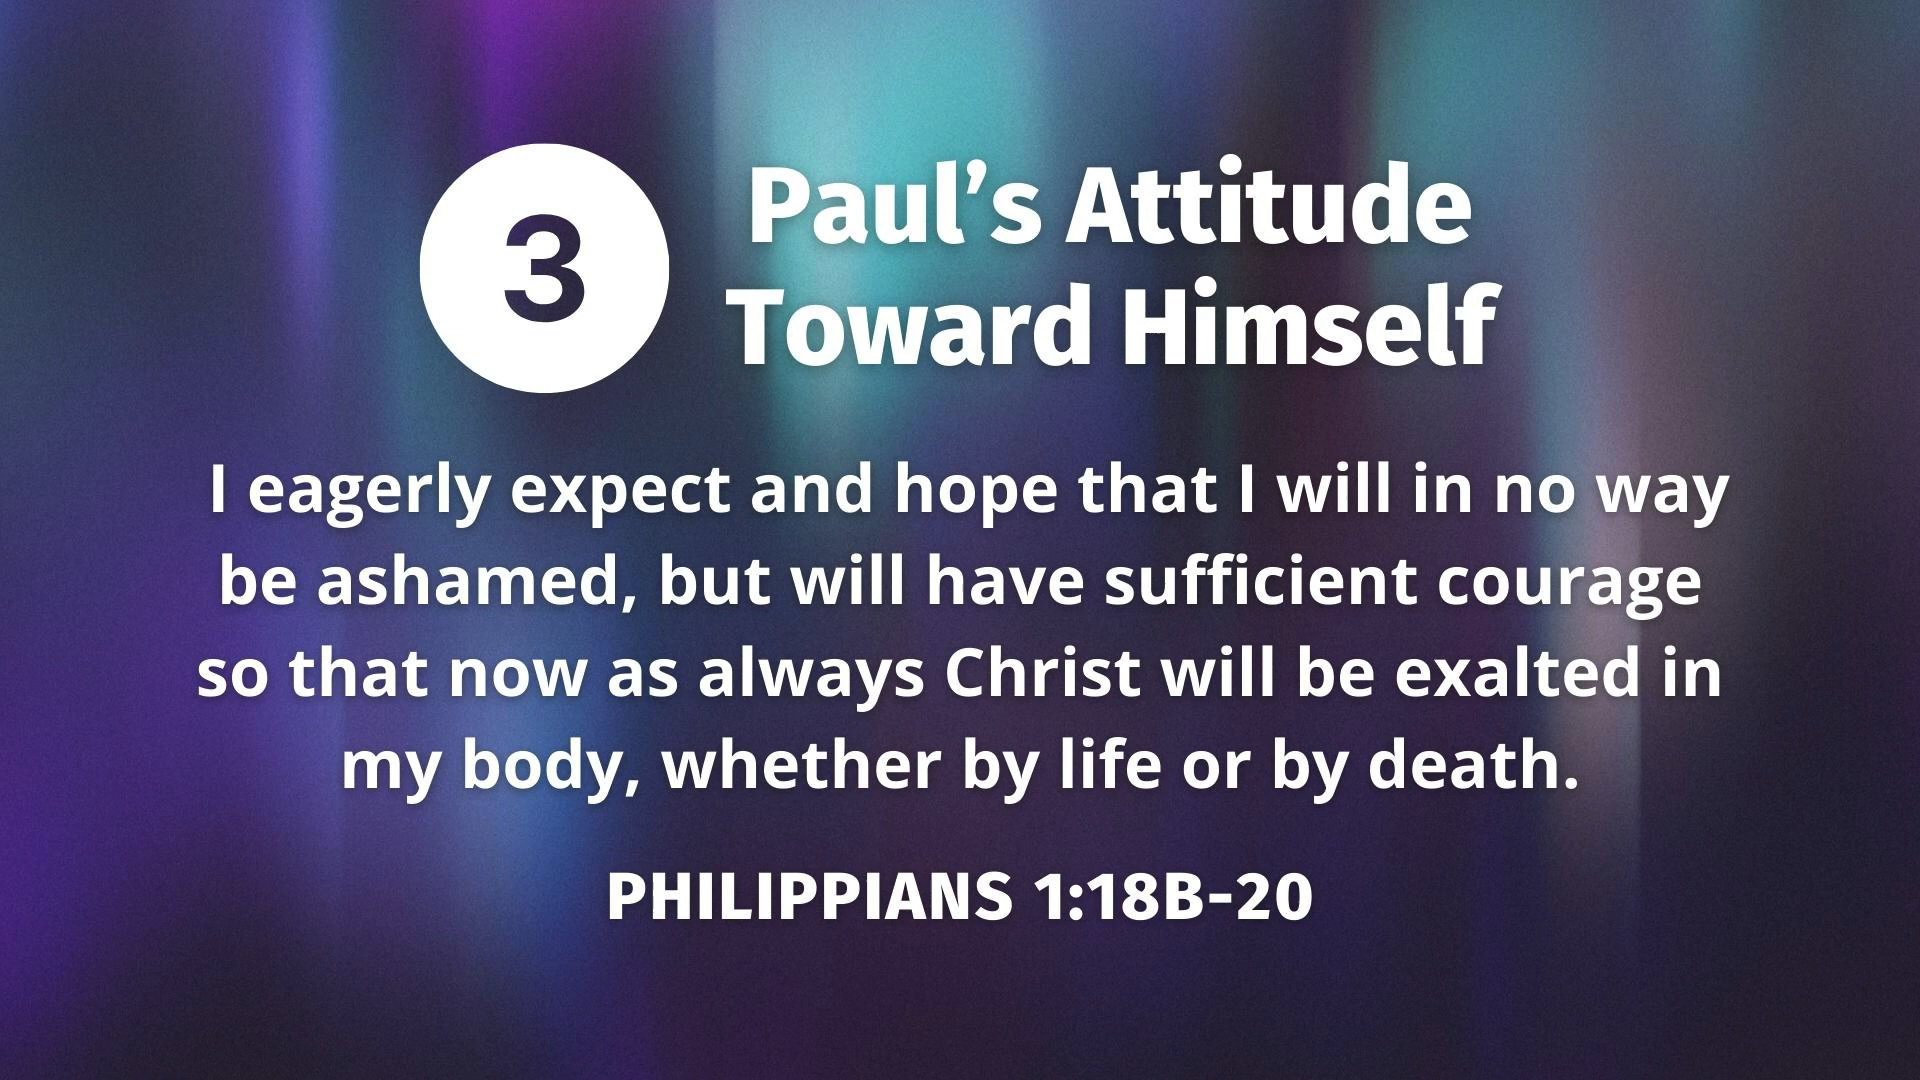 3
Paul’s Attitude
Toward Himself
I eagerly expect and hope that I will in no way
be ashamed, but will have sufficient courage
so that now as always Christ will be exalted in
my body, whether by life or by death.
PHILIPPIANS 1:18B-20